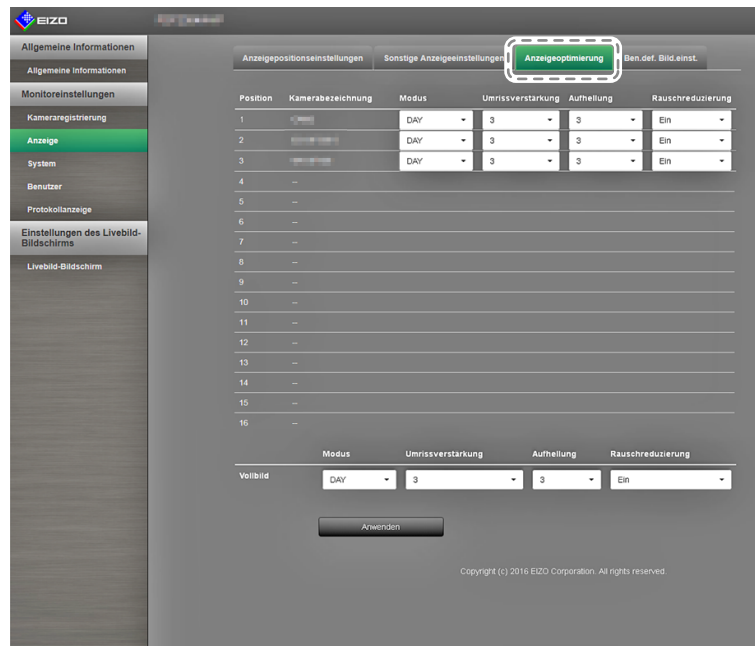 EIZO
Allgemeine Informationen
Allgemeine Informationen
Monitoreinstellungen
Kameraregistrierung
Anzeige
System
Benutzer
Protokollanzeige
Einstellungen des Livebild-
Bildschirms
Livebild-Bildschirm
Anzeigepositionseinstellungen Sonstige Anzeigeeinstellungen Anzeigeoptimierung Ben.def. Bild.einst.
Position Kamerabezeichnung Modus Umrissverstärkung Aufhellung Rauschreduzierung
1 DAY 3 3 Ein
2 DAY 3 3 Ein
3 DAY 3 3 Ein
4 --
5 --
6 --
7 --
8 --
9 --
10 --
11 --
12 --
13 --
14 --
15 --
16 --
Modus Umrissverstärkung Aufhellung Rauschreduzierung
Vollbild DAY 3 3 Ein
Anwenden
Copyright (c) 2016 EIZO Corporation. All rights reserved.